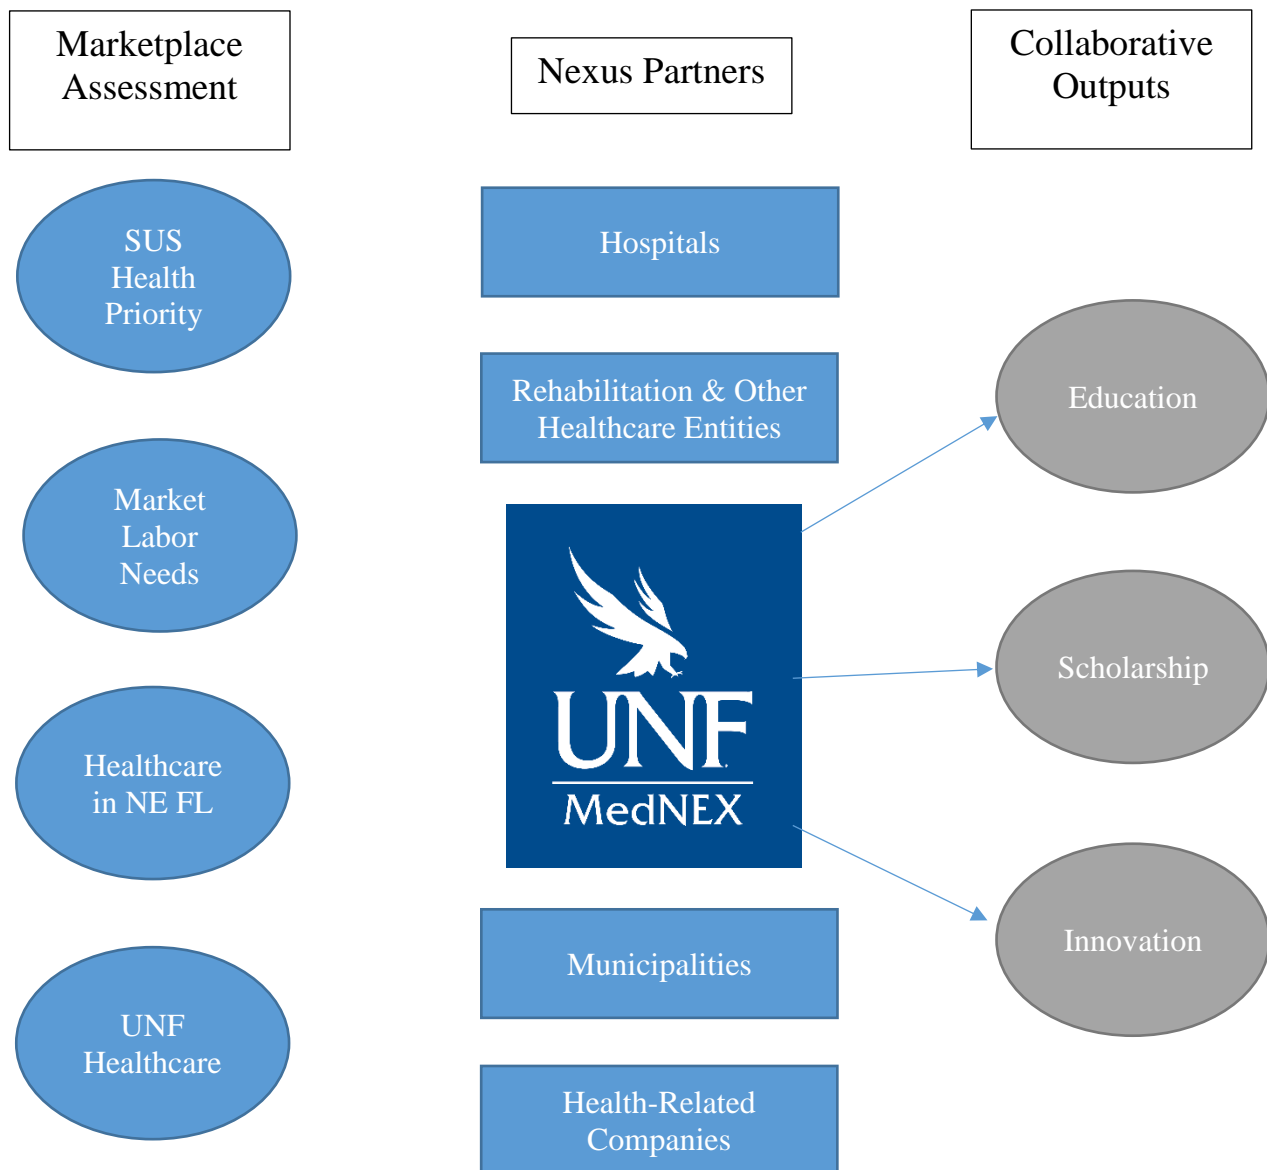 Marketplace
Assessment
Nexus Partners
Collaborative
Outputs
SUS
Health
Priority
Market
Labor
Needs
Healthcare
in NE FL
UNF
Healthcare
Hospitals
Rehabilitation & Other
Healthcare Entities
UNF
MedNEX
Municipalities
Health-Related
Companies
Education
Scholarship
Innovation